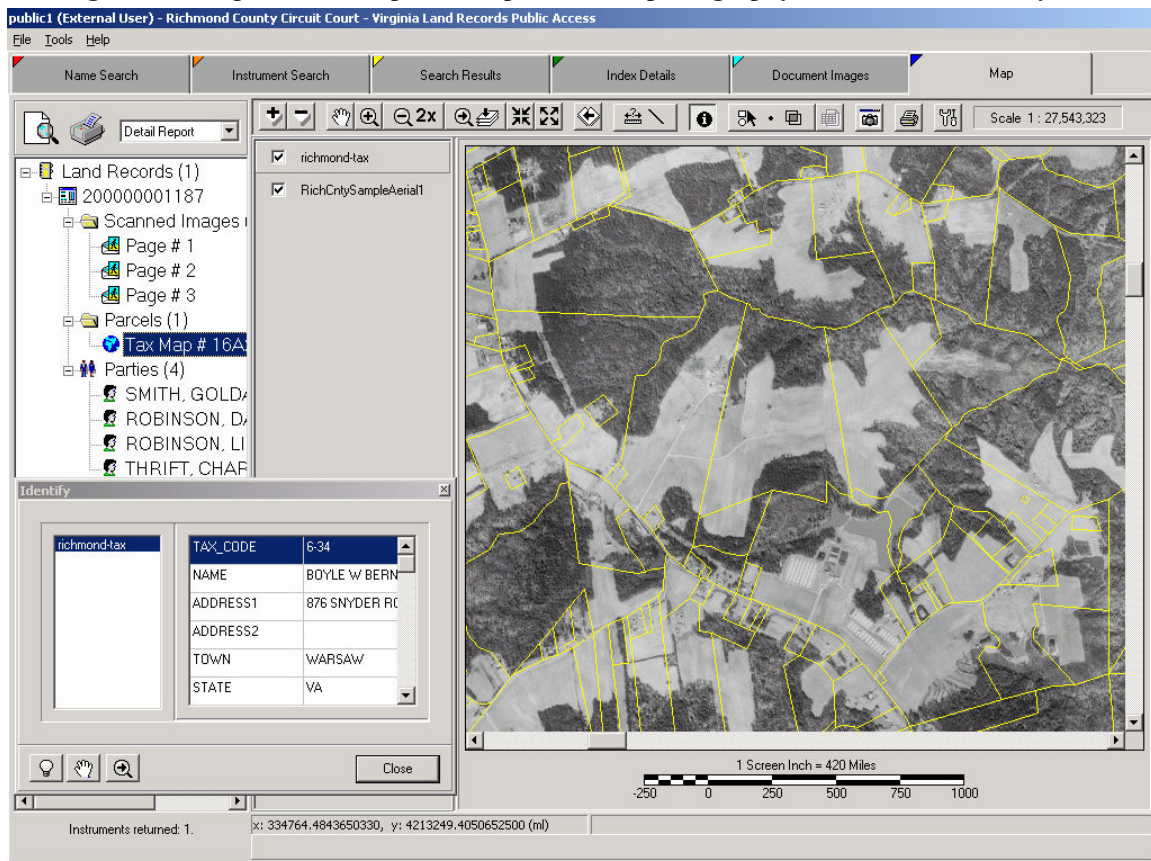 public1 (External User) - Richmond County Circuit Court - Virginia Land Records Public Access
File Tools Help
Name Search Instrument Search Search Results Index Details Document Images Map
Detail Report
2x
Scale 1 : 27,543,323
Land Records (1)
200000001187
Scanned Images
Page # 1
Page # 2
Page # 3
Parcels (1)
Tax Map # 16A
Parties (4)
SMITH, GOLDA
ROBINSON, DA
ROBINSON, LI
THRIFT, CHAR
richmond-tax
RichCntySampleAerial1
Identify
richmond-tax
TAX_CODE 6-34
NAME BOYLE W BERN
ADDRESS1 876 SNYDER RO
ADDRESS2
TOWN WARSAW
STATE VA
Close
1 Screen Inch = 420 Miles
-250 0 250 500 750 1000
Instruments returned: 1.
x: 334764.4843650330, y: 4213249.4050652500 (ml)